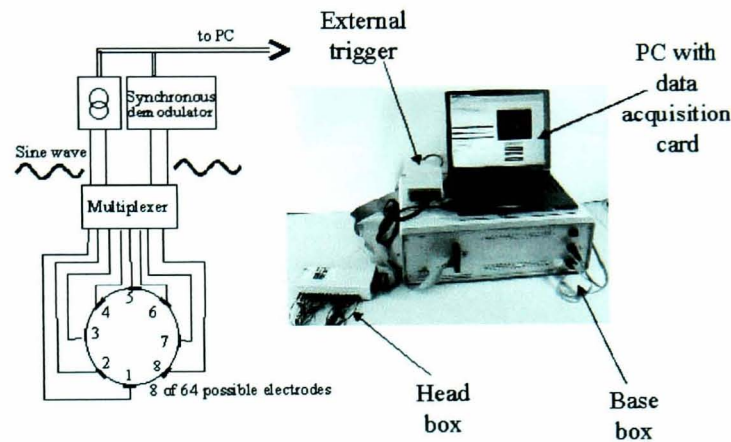 to PC
Synchronous
demodulator
Sine wave
Multiplexer
5
4
6
3
7
2
8
1
8 of 64 possible electrodes
External
trigger
PC with
data
acquisition
card
Head
box
Base
box